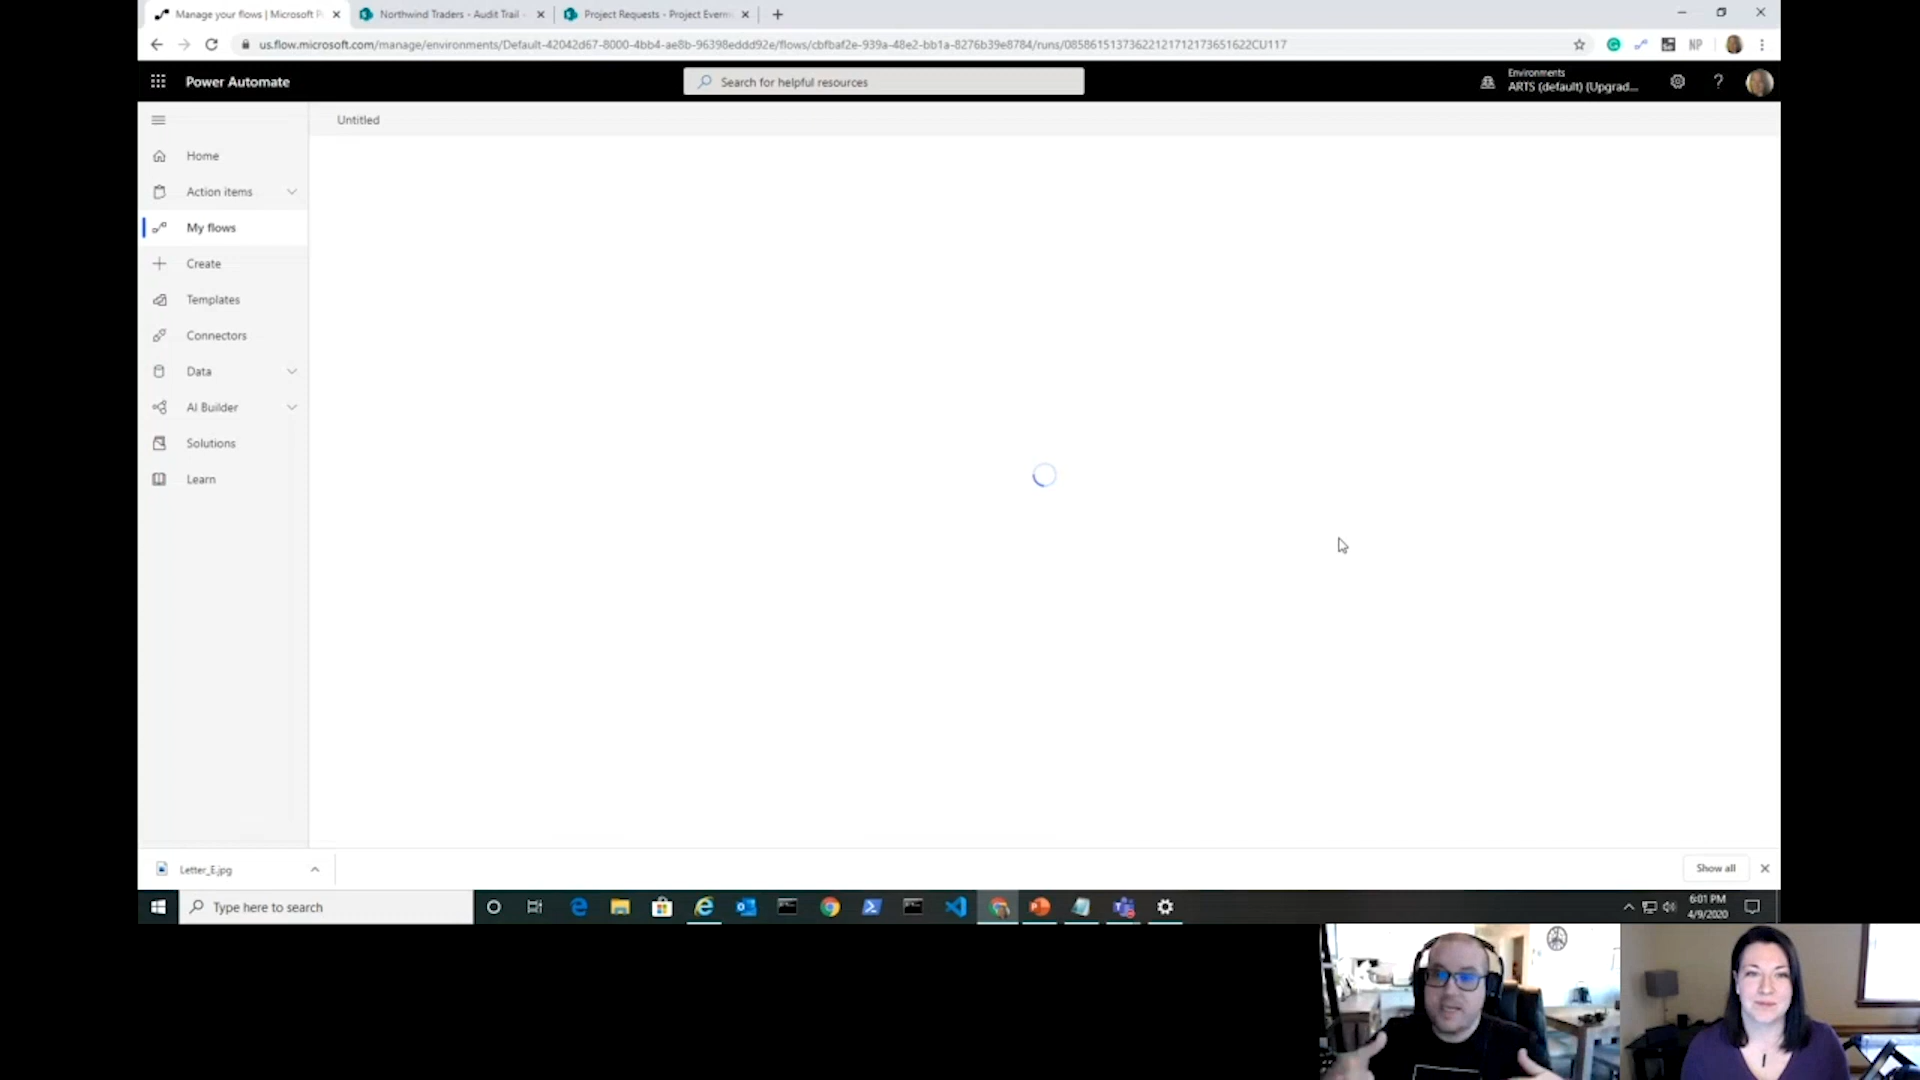 Manage your flows | Microsoft P
Northwind Traders - Audit Trail -
Project Requests - Project Everm
us.flow.microsoft.com/manage/environments/Default-42042d67-8000-4bb4-ae8b-96398eddd92e/flows/cbfbaf2e-939a-48e2-bb1a-8276b39e8784/runs/08586151373622121712173651622CU117
NP
Power Automate
Search for helpful resources
Environments
ARTS (default) (Upgrad...
?
Untitled
Home
Action items
My flows
Create
Templates
Connectors
Data
AI Builder
Solutions
Learn
Letter_E.jpg
Show all
Type here to search
6:01 PM
4/9/2020